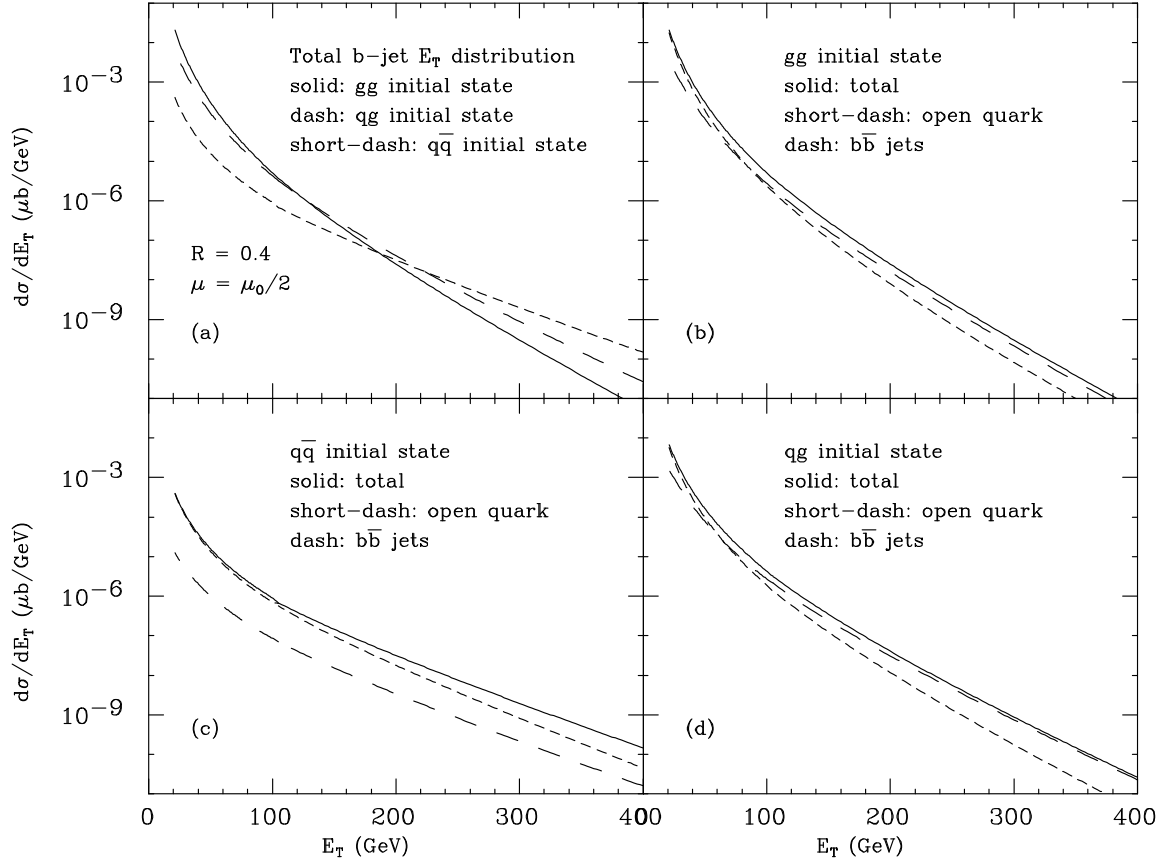 Total b−jet E_T distribution
solid: gg initial state
dash: qg initial state
short−dash: qq̅ initial state
R = 0.4
μ = μ₀/2
(a)
10⁻³
10⁻⁶
10⁻⁹
dσ/dE_T (μb/GeV)
gg initial state
solid: total
short−dash: open quark
dash: bb̅ jets
(b)
qq̅ initial state
solid: total
short−dash: open quark
dash: bb̅ jets
(c)
10⁻³
10⁻⁶
10⁻⁹
dσ/dE_T (μb/GeV)
0 100 200 300 400
E_T (GeV)
qg initial state
solid: total
short−dash: open quark
dash: bb̅ jets
(d)
0 100 200 300 400
E_T (GeV)